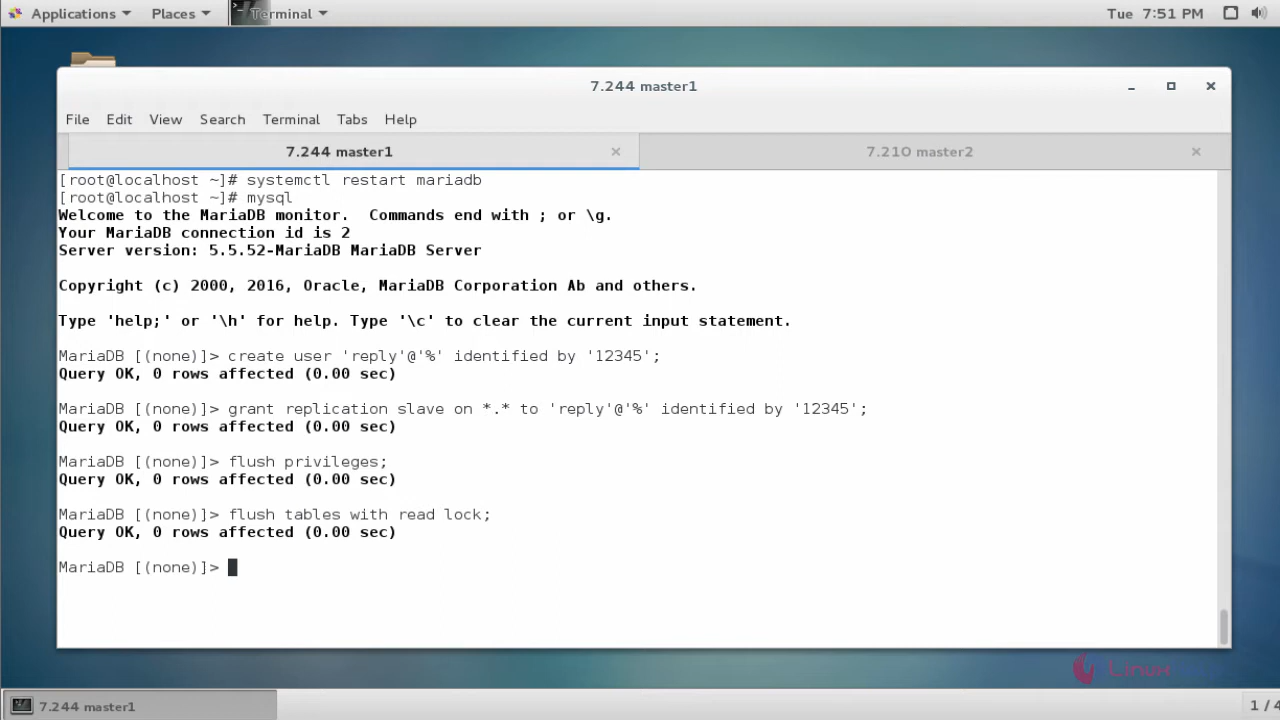 Applications Places Terminal Tue 7:51 PM
7.244 master1
File Edit View Search Terminal Tabs Help
7.244 master1 7.210 master2
[root@localhost ~]# systemctl restart mariadb
[root@localhost ~]# mysql
Welcome to the MariaDB monitor.  Commands end with ; or \g.
Your MariaDB connection id is 2
Server version: 5.5.52-MariaDB MariaDB Server
Copyright (c) 2000, 2016, Oracle, MariaDB Corporation Ab and others.
Type 'help;' or '\h' for help. Type '\c' to clear the current input statement.
MariaDB [(none)]> create user 'reply'@'%' identified by '12345';
Query OK, 0 rows affected (0.00 sec)
MariaDB [(none)]> grant replication slave on *.* to 'reply'@'%' identified by '12345';
Query OK, 0 rows affected (0.00 sec)
MariaDB [(none)]> flush privileges;
Query OK, 0 rows affected (0.00 sec)
MariaDB [(none)]> flush tables with read lock;
Query OK, 0 rows affected (0.00 sec)
MariaDB [(none)]>
7.244 master1 1 / 4